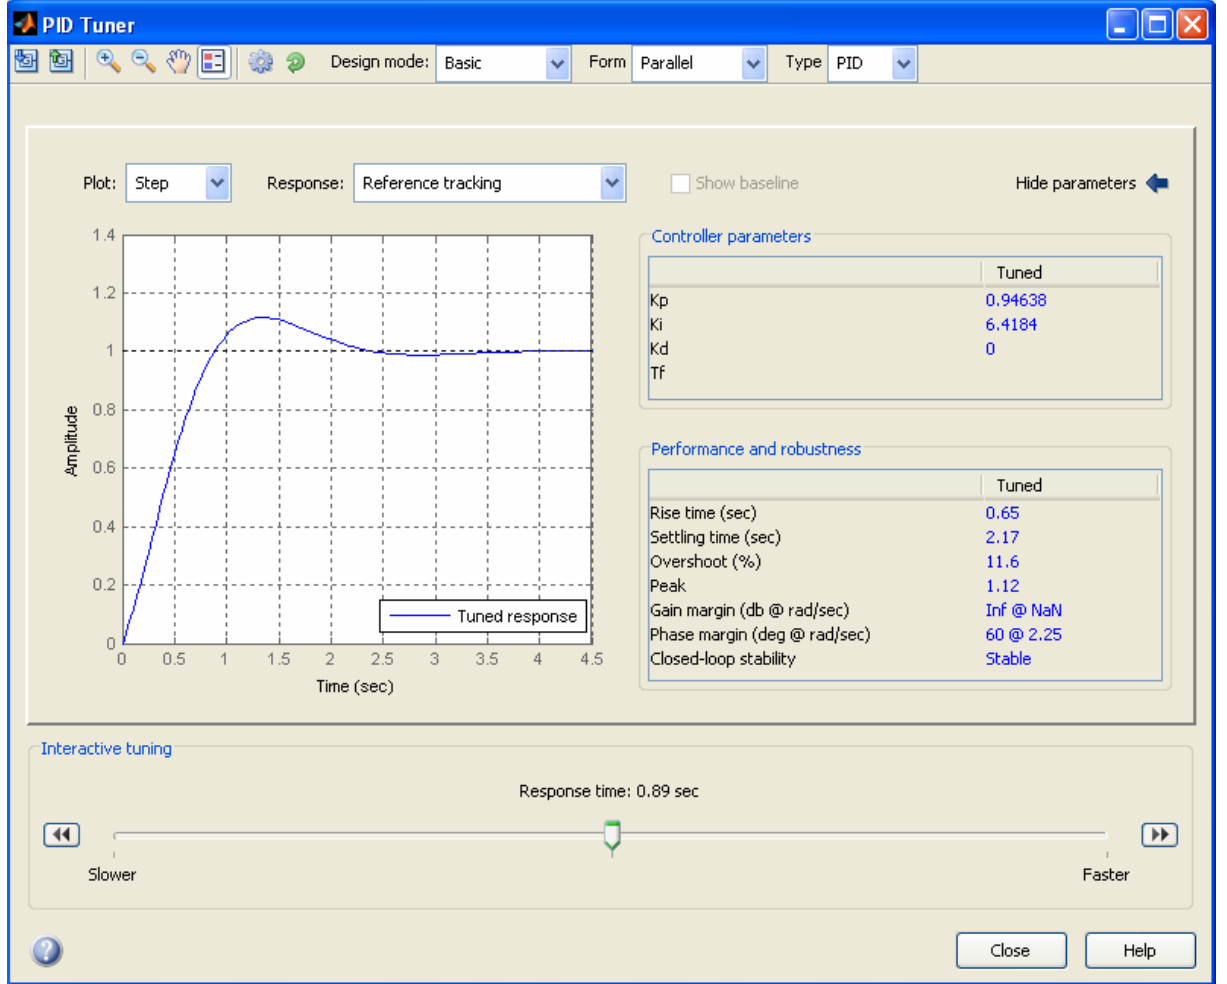 PID Tuner
Design mode: Basic Form Parallel Type PID
Plot: Step Response: Reference tracking Show baseline Hide parameters
1.4
1.2
1
0.8
0.6
0.4
0.2
0
Amplitude
Tuned response
0 0.5 1 1.5 2 2.5 3 3.5 4 4.5
Time (sec)
Controller parameters
Tuned
Kp 0.94638
Ki 6.4184
Kd 0
Tf
Performance and robustness
Tuned
Rise time (sec) 0.65
Settling time (sec) 2.17
Overshoot (%) 11.6
Peak 1.12
Gain margin (db @ rad/sec) Inf @ NaN
Phase margin (deg @ rad/sec) 60 @ 2.25
Closed-loop stability Stable
Interactive tuning
Response time: 0.89 sec
Slower Faster
Close Help